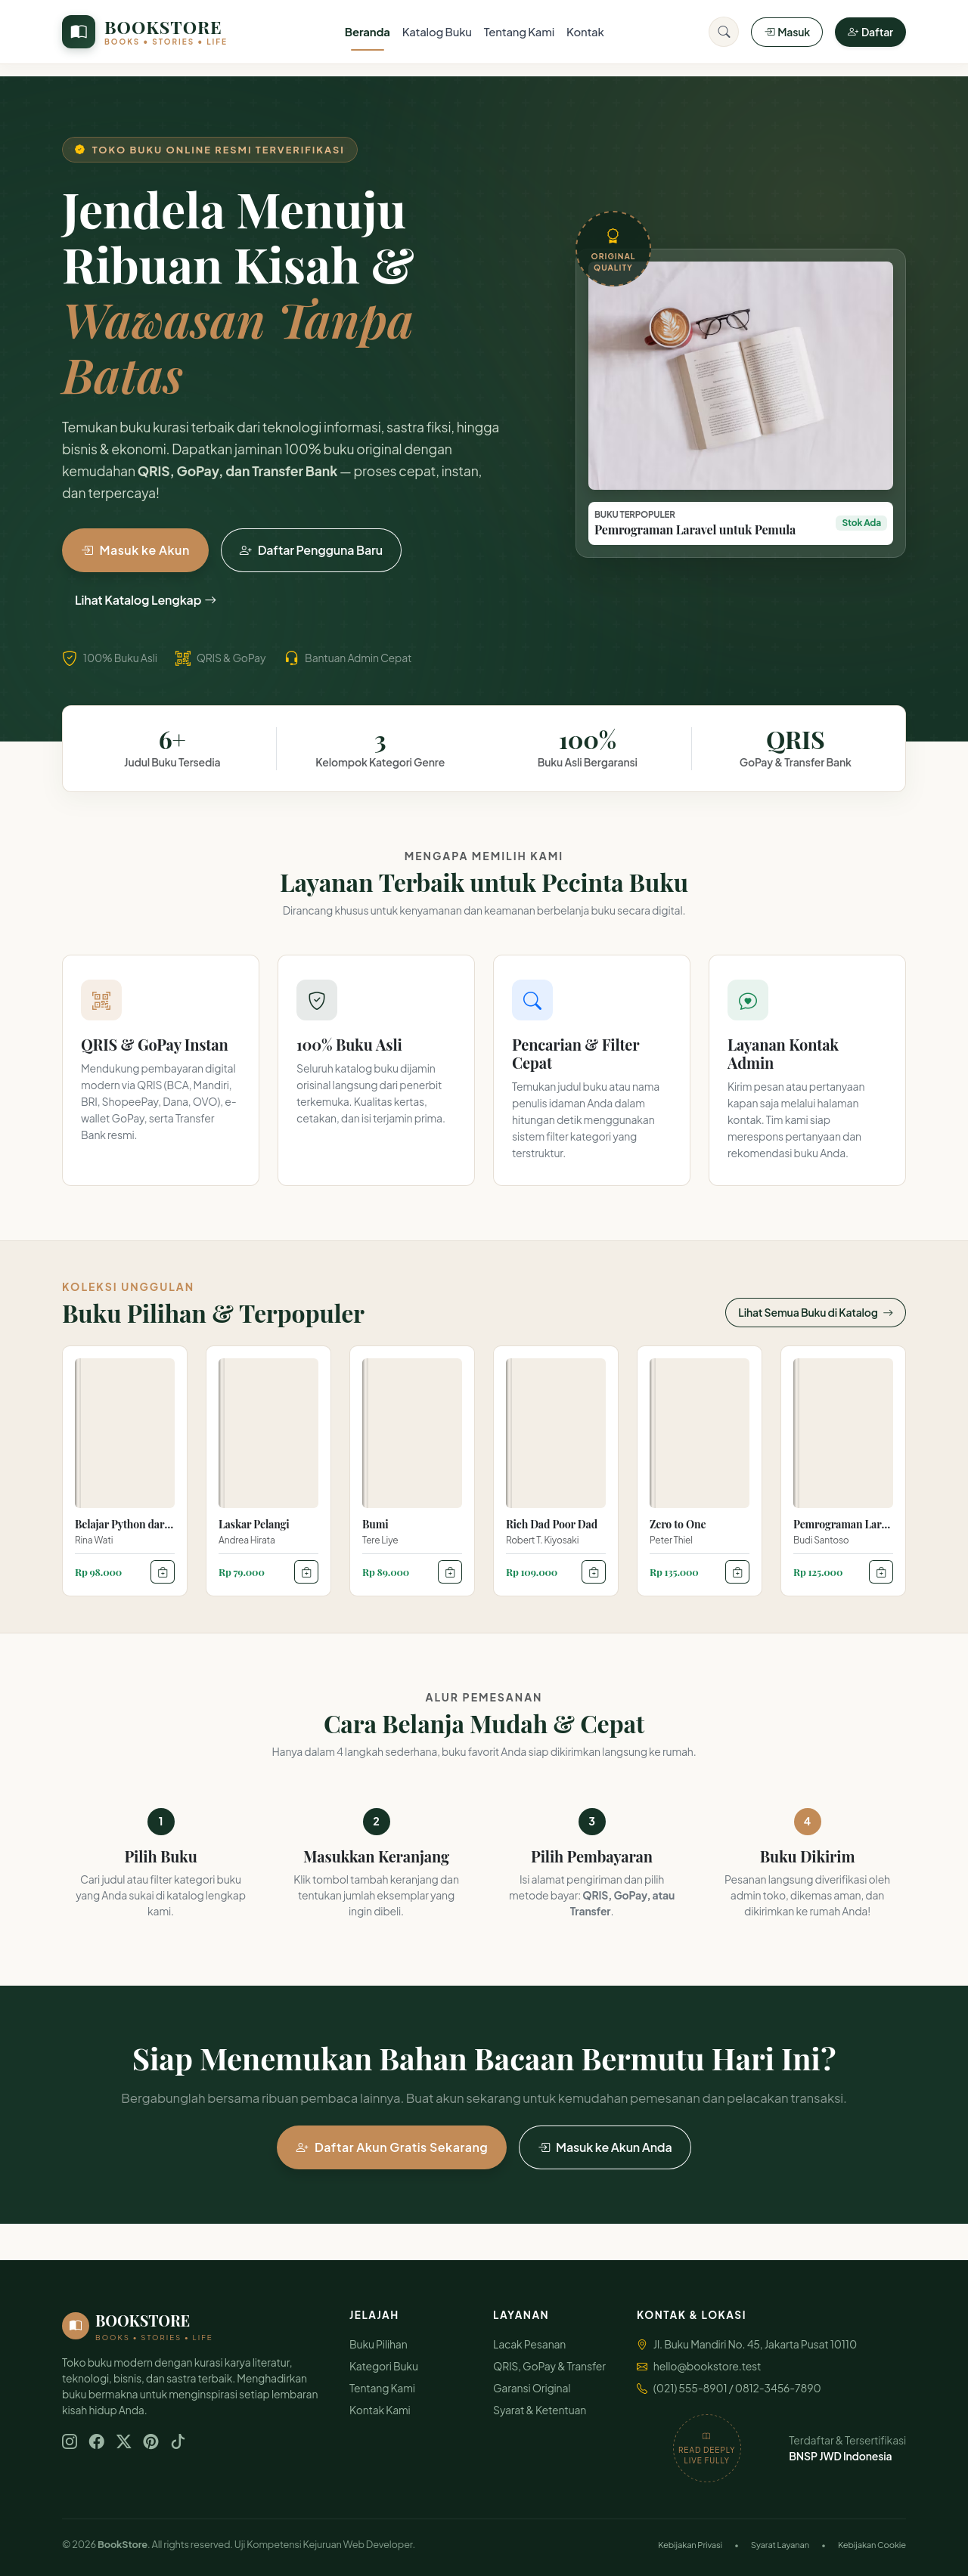 BOOKSTORE
BOOKS • STORIES • LIFE
Beranda
Katalog Buku
Tentang Kami
Kontak
Masuk
Daftar
TOKO BUKU ONLINE RESMI TERVERIFIKASI
Jendela Menuju
Ribuan Kisah &
Wawasan Tanpa
Batas
Temukan buku kurasi terbaik dari teknologi informasi, sastra fiksi, hingga
bisnis & ekonomi. Dapatkan jaminan 100% buku original dengan
kemudahan QRIS, GoPay, dan Transfer Bank — proses cepat, instan,
dan terpercaya!
Masuk ke Akun
Daftar Pengguna Baru
Lihat Katalog Lengkap
100% Buku Asli
QRIS & GoPay
Bantuan Admin Cepat
ORIGINAL
QUALITY
BUKU TERPOPULER
Pemrograman Laravel untuk Pemula
Stok Ada
6+
Judul Buku Tersedia
3
Kelompok Kategori Genre
100%
Buku Asli Bergaransi
QRIS
GoPay & Transfer Bank
MENGAPA MEMILIH KAMI
Layanan Terbaik untuk Pecinta Buku
Dirancang khusus untuk kenyamanan dan keamanan berbelanja buku secara digital.
QRIS & GoPay Instan
Mendukung pembayaran digital
modern via QRIS (BCA, Mandiri,
BRI, ShopeePay, Dana, OVO), e-
wallet GoPay, serta Transfer
Bank resmi.
100% Buku Asli
Seluruh katalog buku dijamin
orisinal langsung dari penerbit
terkemuka. Kualitas kertas,
cetakan, dan isi terjamin prima.
Pencarian & Filter
Cepat
Temukan judul buku atau nama
penulis idaman Anda dalam
hitungan detik menggunakan
sistem filter kategori yang
terstruktur.
Layanan Kontak
Admin
Kirim pesan atau pertanyaan
kapan saja melalui halaman
kontak. Tim kami siap
merespons pertanyaan dan
rekomendasi buku Anda.
KOLEKSI UNGGULAN
Buku Pilihan & Terpopuler
Lihat Semua Buku di Katalog
Belajar Python dar...
Rina Wati
Rp 98.000
Laskar Pelangi
Andrea Hirata
Rp 79.000
Bumi
Tere Liye
Rp 89.000
Rich Dad Poor Dad
Robert T. Kiyosaki
Rp 109.000
Zero to One
Peter Thiel
Rp 135.000
Pemrograman Lar...
Budi Santoso
Rp 125.000
ALUR PEMESANAN
Cara Belanja Mudah & Cepat
Hanya dalam 4 langkah sederhana, buku favorit Anda siap dikirimkan langsung ke rumah.
1
Pilih Buku
Cari judul atau filter kategori buku
yang Anda sukai di katalog lengkap
kami.
2
Masukkan Keranjang
Klik tombol tambah keranjang dan
tentukan jumlah eksemplar yang
ingin dibeli.
3
Pilih Pembayaran
Isi alamat pengiriman dan pilih
metode bayar: QRIS, GoPay, atau
Transfer.
4
Buku Dikirim
Pesanan langsung diverifikasi oleh
admin toko, dikemas aman, dan
dikirimkan ke rumah Anda!
Siap Menemukan Bahan Bacaan Bermutu Hari Ini?
Bergabunglah bersama ribuan pembaca lainnya. Buat akun sekarang untuk kemudahan pemesanan dan pelacakan transaksi.
Daftar Akun Gratis Sekarang
Masuk ke Akun Anda
BOOKSTORE
BOOKS • STORIES • LIFE
Toko buku modern dengan kurasi karya literatur,
teknologi, bisnis, dan sastra terbaik. Menghadirkan
buku bermakna untuk menginspirasi setiap lembaran
kisah hidup Anda.
JELAJAH
Buku Pilihan
Kategori Buku
Tentang Kami
Kontak Kami
LAYANAN
Lacak Pesanan
QRIS, GoPay & Transfer
Garansi Original
Syarat & Ketentuan
KONTAK & LOKASI
Jl. Buku Mandiri No. 45, Jakarta Pusat 10110
hello@bookstore.test
(021) 555-8901 / 0812-3456-7890
READ DEEPLY
LIVE FULLY
Terdaftar & Tersertifikasi
BNSP JWD Indonesia
© 2026 BookStore. All rights reserved. Uji Kompetensi Kejuruan Web Developer.
Kebijakan Privasi • Syarat Layanan • Kebijakan Cookie